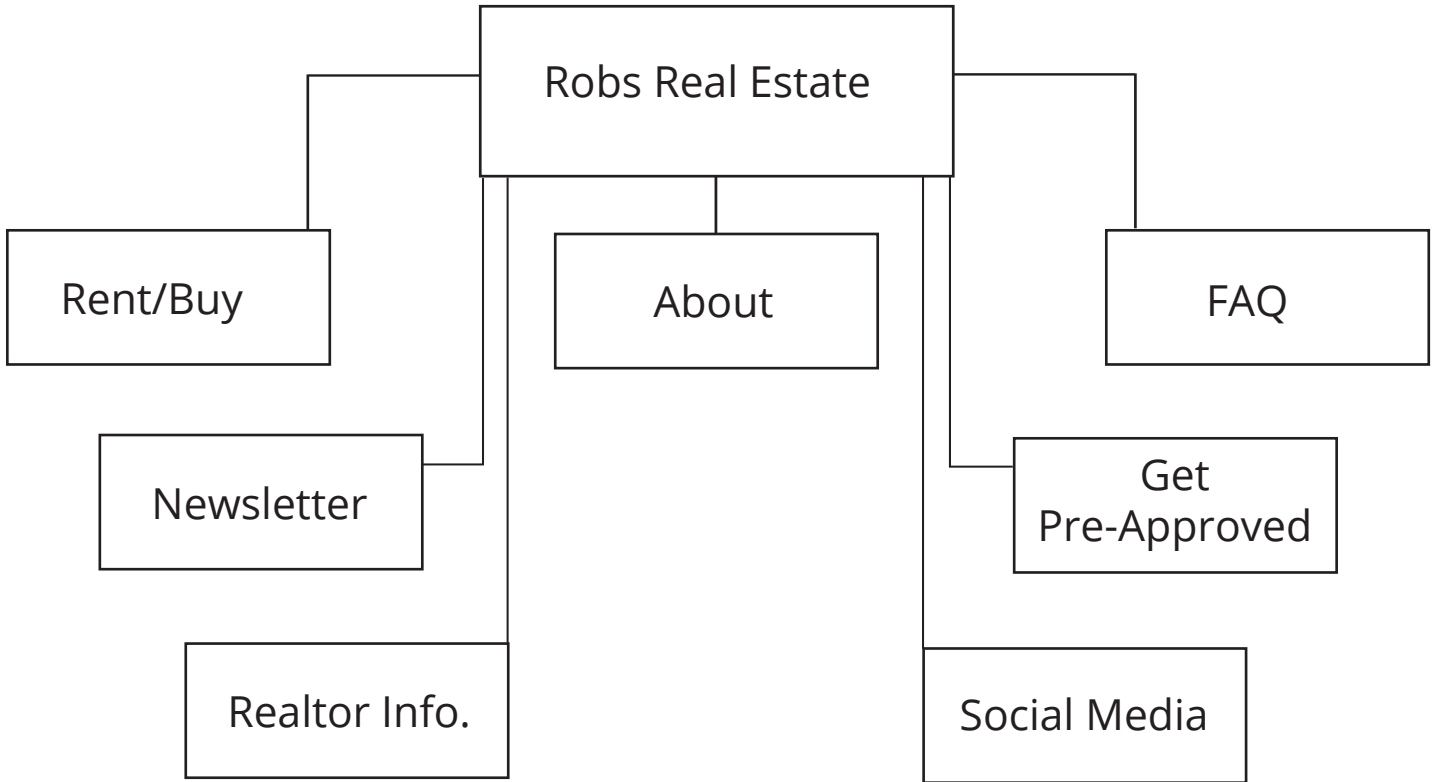 Robs Real Estate
Rent/Buy
About
FAQ
Newsletter
Get
Pre-Approved
Realtor Info.
Social Media